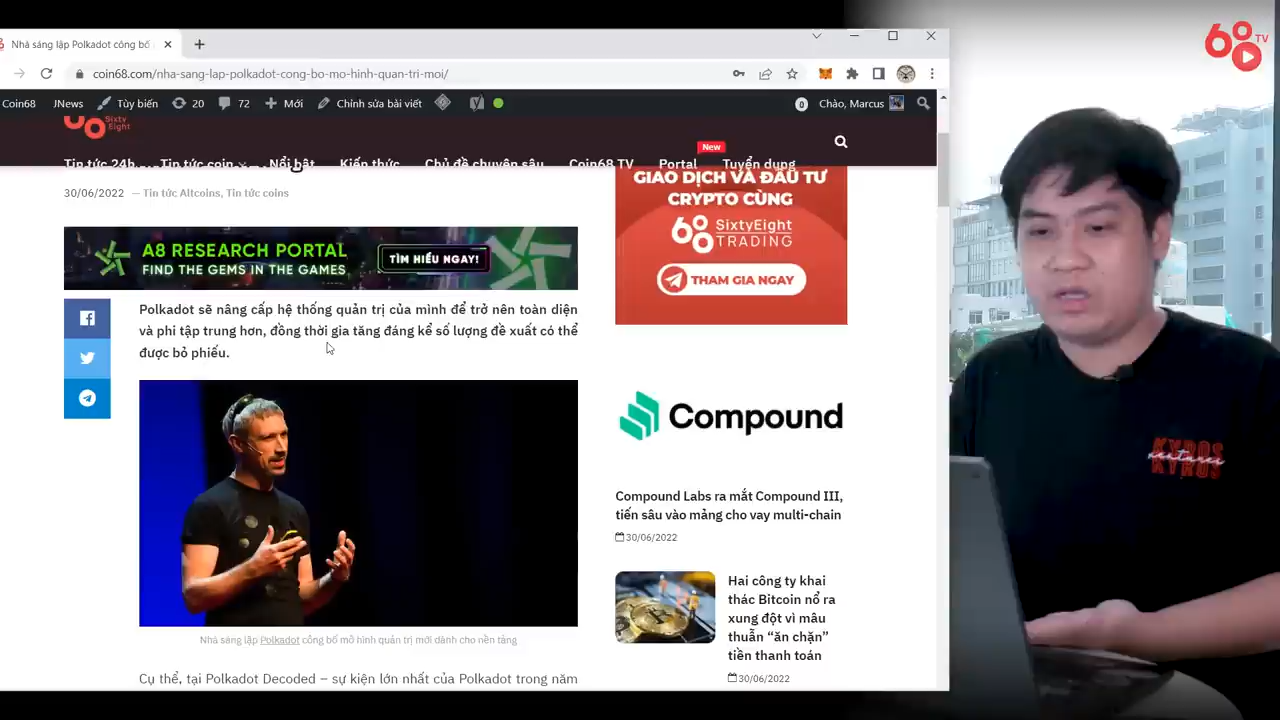 68 TV
Nhà sáng lập Polkadot công bố
coin68.com/nha-sang-lap-polkadot-cong-bo-mo-hinh-quan-tri-moi/
Coin68 JNews Tùy biến 20 72 Mới Chỉnh sửa bài viết 0 Chào, Marcus
Sixty Eight
New
Tin tức 24h Tin tức coin Nổi bật Kiến thức Chủ đề chuyên sâu Coin68 TV Portal Tuyển dụng
30/06/2022 — Tin tức Altcoins, Tin tức coins
A8 RESEARCH PORTAL
FIND THE GEMS IN THE GAMES
TÌM HIỂU NGAY!
Polkadot sẽ nâng cấp hệ thống quản trị của mình để trở nên toàn diện
và phi tập trung hơn, đồng thời gia tăng đáng kể số lượng đề xuất có thể
được bỏ phiếu.
Nhà sáng lập Polkadot công bố mô hình quản trị mới dành cho nền tảng
Cụ thể, tại Polkadot Decoded – sự kiện lớn nhất của Polkadot trong năm
GIAO DỊCH VÀ ĐẦU TƯ
CRYPTO CÙNG
68 SixtyEight
TRADING
THAM GIA NGAY
Compound
Compound Labs ra mắt Compound III,
tiến sâu vào mảng cho vay multi-chain
30/06/2022
Hai công ty khai
thác Bitcoin nổ ra
xung đột vì mâu
thuẫn “ăn chặn”
tiền thanh toán
30/06/2022
KYROS
ventures
KYROS